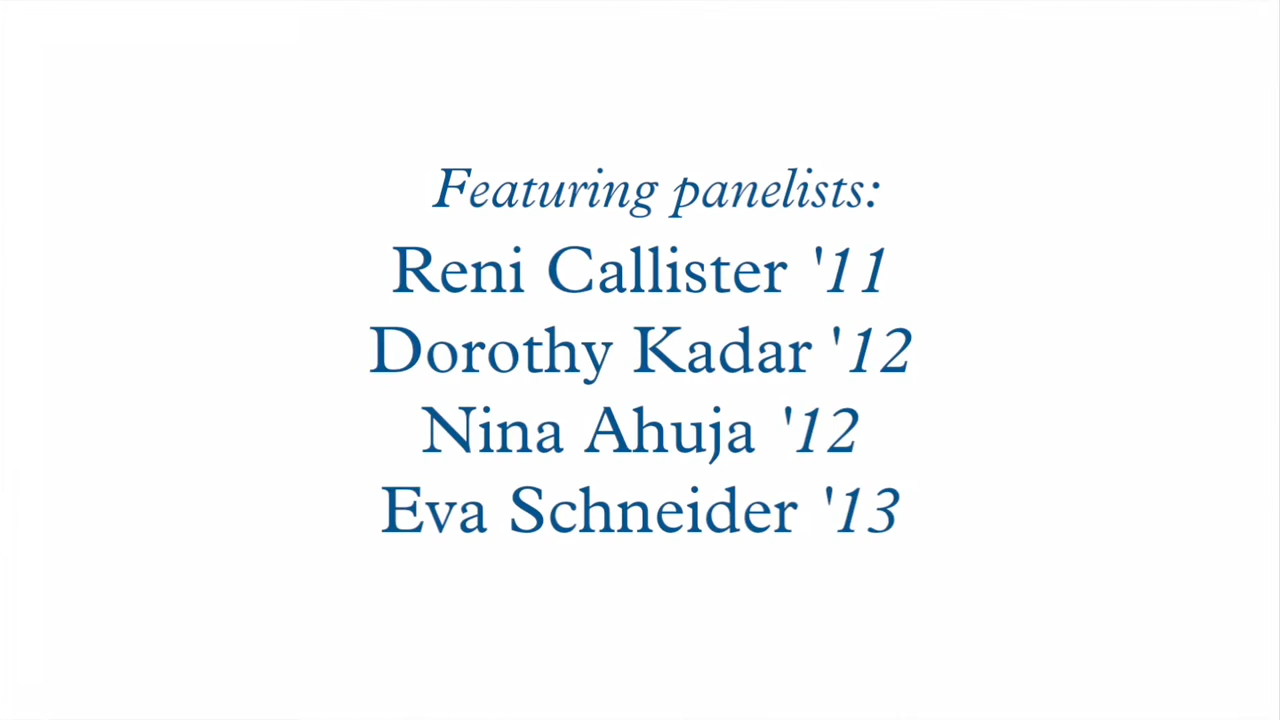 Featuring panelists:
Reni Callister '11
Dorothy Kadar '12
Nina Ahuja '12
Eva Schneider '13